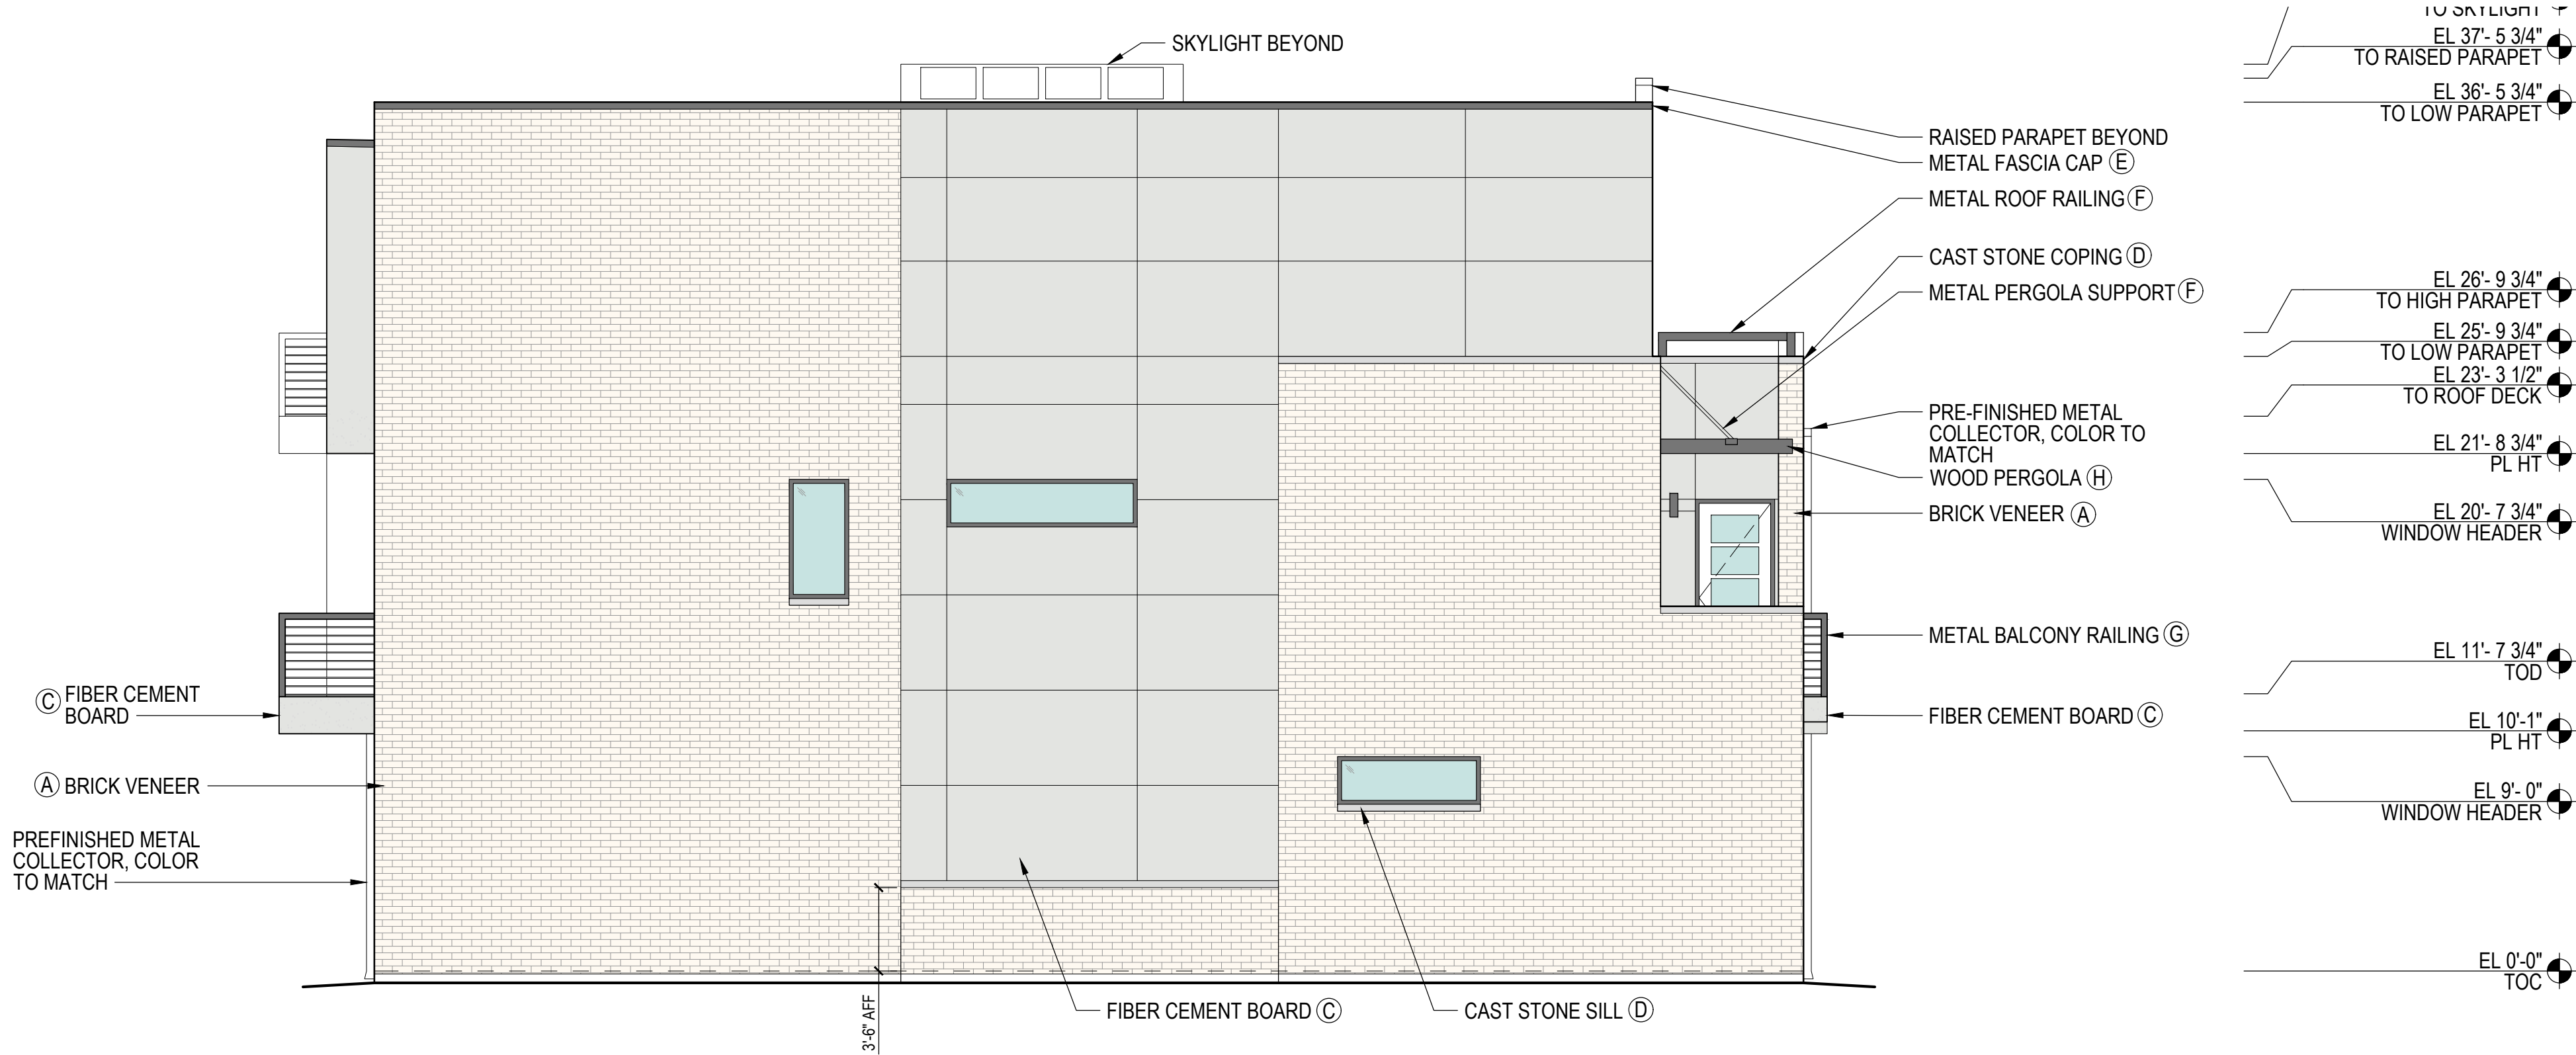 SKYLIGHT BEYOND
RAISED PARAPET BEYOND
METAL FASCIA CAP E
METAL ROOF RAILING F
CAST STONE COPING D
METAL PERGOLA SUPPORT F
PRE-FINISHED METAL
COLLECTOR, COLOR TO
MATCH
WOOD PERGOLA H
BRICK VENEER A
METAL BALCONY RAILING G
FIBER CEMENT BOARD C
C FIBER CEMENT
BOARD
A BRICK VENEER
PREFINISHED METAL
COLLECTOR, COLOR
TO MATCH
3'-6" AFF
FIBER CEMENT BOARD C
CAST STONE SILL D
TO SKYLIGHT
EL 37'- 5 3/4"
TO RAISED PARAPET
EL 36'- 5 3/4"
TO LOW PARAPET
EL 26'- 9 3/4"
TO HIGH PARAPET
EL 25'- 9 3/4"
TO LOW PARAPET
EL 23'- 3 1/2"
TO ROOF DECK
EL 21'- 8 3/4"
PL HT
EL 20'- 7 3/4"
WINDOW HEADER
EL 11'- 7 3/4"
TOD
EL 10'-1"
PL HT
EL 9'- 0"
WINDOW HEADER
EL 0'-0"
TOC